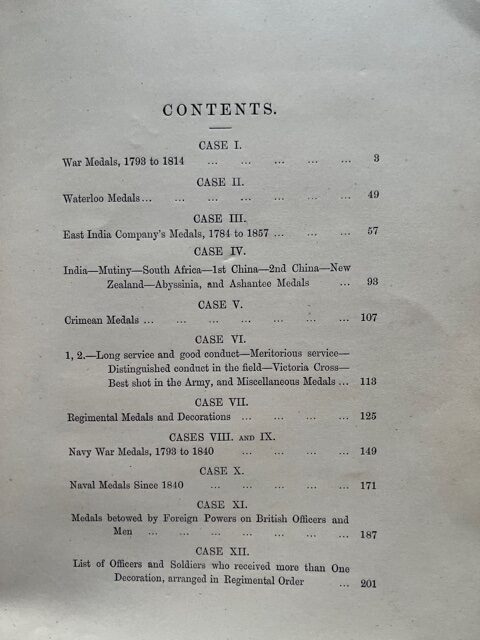 CONTENTS.
CASE I.
War Medals, 1793 to 1814 ... ... ... ... ... 3
CASE II.
Waterloo Medals... ... ... ... ... ... ... 49
CASE III.
East India Company's Medals, 1784 to 1857 ... ... ... 57
CASE IV.
India—Mutiny—South Africa—1st China—2nd China—New
Zealand—Abyssinia, and Ashantee Medals ... 93
CASE V.
Crimean Medals ... ... ... ... ... ... ... 107
CASE VI.
1, 2.—Long service and good conduct—Meritorious service—
Distinguished conduct in the field—Victoria Cross—
Best shot in the Army, and Miscellaneous Medals ... 113
CASE VII.
Regimental Medals and Decorations ... ... ... ... 125
CASES VIII. AND IX.
Navy War Medals, 1793 to 1840 ... ... ... ... 149
CASE X.
Naval Medals Since 1840 ... ... ... ... ... 171
CASE XI.
Medals betowed by Foreign Powers on British Officers and
Men ... ... ... ... ... ... ... 187
CASE XII.
List of Officers and Soldiers who received more than One
Decoration, arranged in Regimental Order ... 201